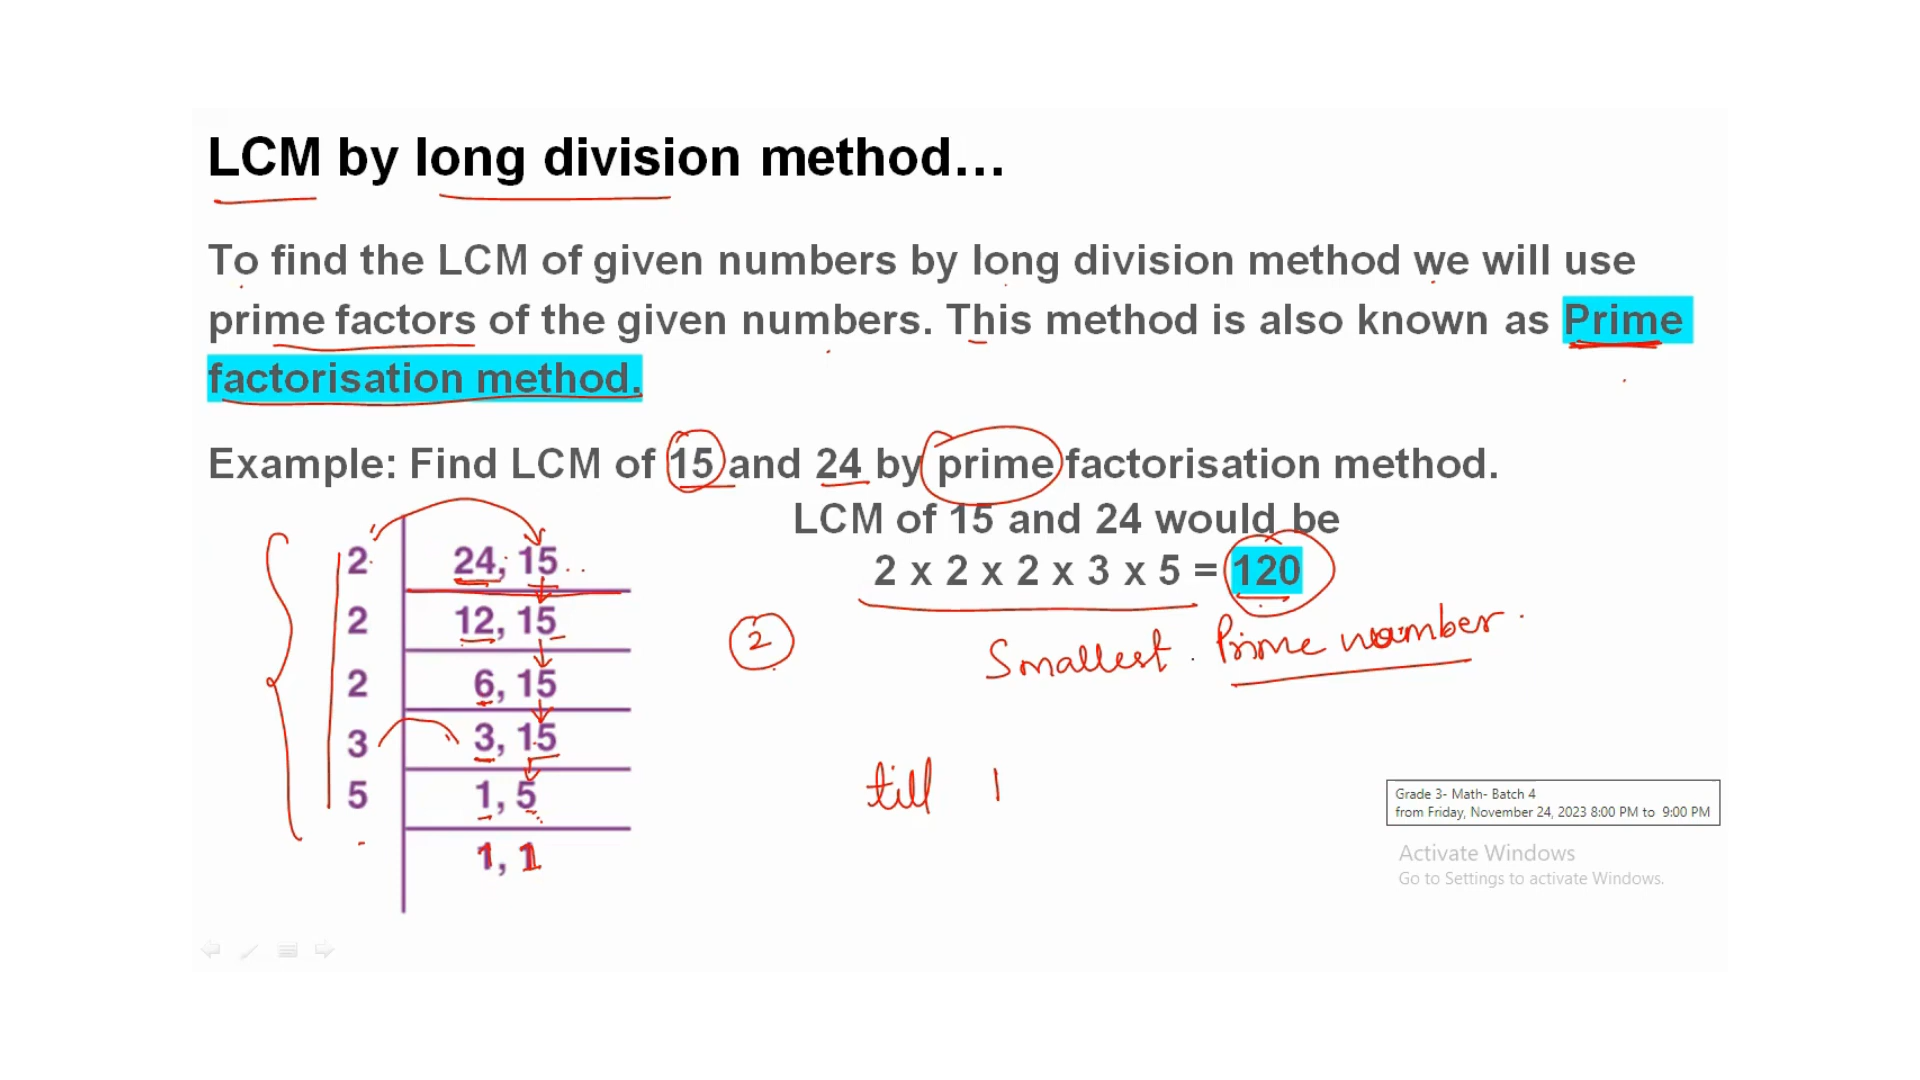 LCM by long division method...
To find the LCM of given numbers by long division method we will use
prime factors of the given numbers. This method is also known as Prime
factorisation method.
Example: Find LCM of 15 and 24 by prime factorisation method.
LCM of 15 and 24 would be
2 x 2 x 2 x 3 x 5 = 120
2 24, 15
2 12, 15
2 6, 15
3 3, 15
5 1, 5
1, 1
2
Smallest Prime number.
till 1
Grade 3- Math- Batch 4
from Friday, November 24, 2023 8:00 PM to 9:00 PM
Activate Windows
Go to Settings to activate Windows.